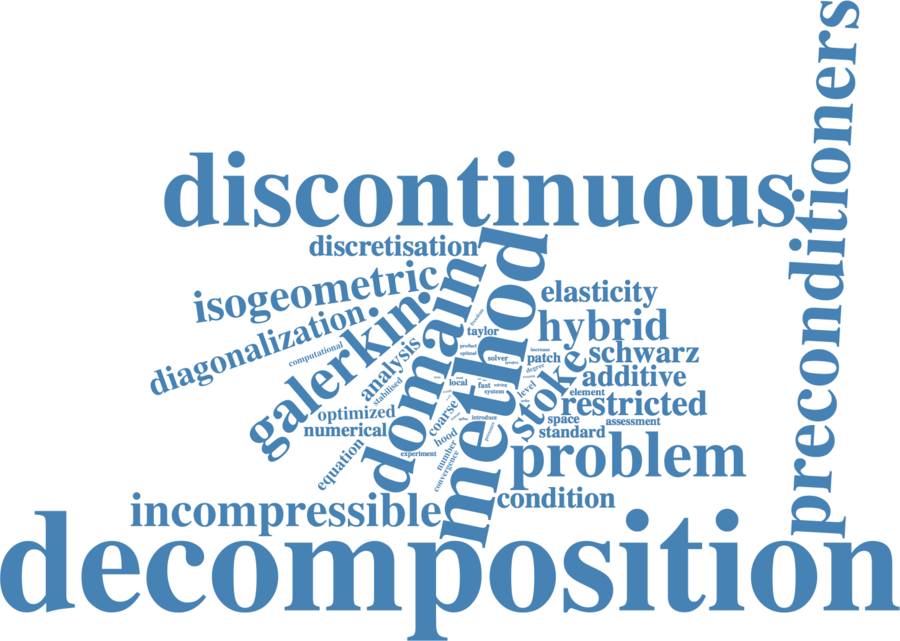 preconditioners
discontinuous
discretisation
method
domain
isogeometric
elasticity
galerkin
hybrid
taylor
diagonalization
analysis
computational
product
optimal
solver
increase
patch
schwarz
degree
stoke
additive
stabilised
local
fast
system
level
element
restricted
optimized
coarse
introduce
space
assessment
numerical
hood
standard
number
equation
experiment
convergence
problem
condition
incompressible
decomposition